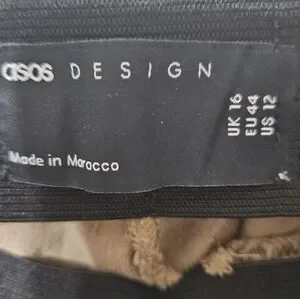 asos DESIGN
UK 16
EU 44
US 12
Made in Morocco